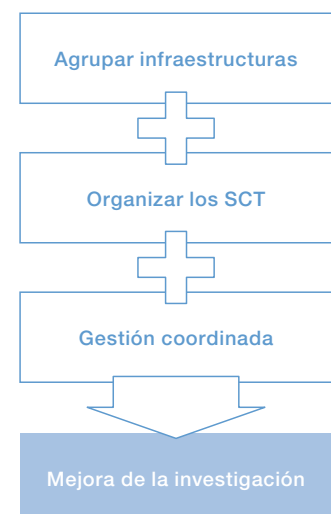 Agrupar infraestructuras
Organizar los SCT
Gestión coordinada
Mejora de la investigación